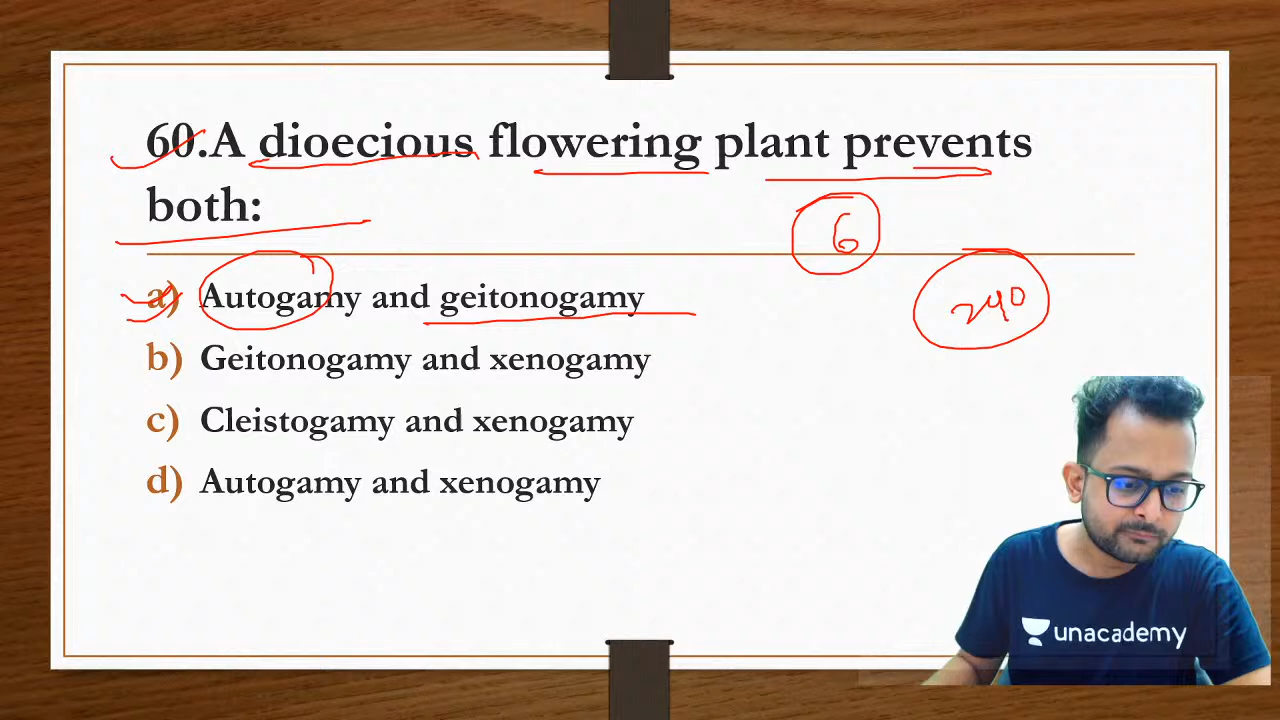 60.A dioecious flowering plant prevents
both:
6
a) Autogamy and geitonogamy
240
b) Geitonogamy and xenogamy
c) Cleistogamy and xenogamy
d) Autogamy and xenogamy
unacademy